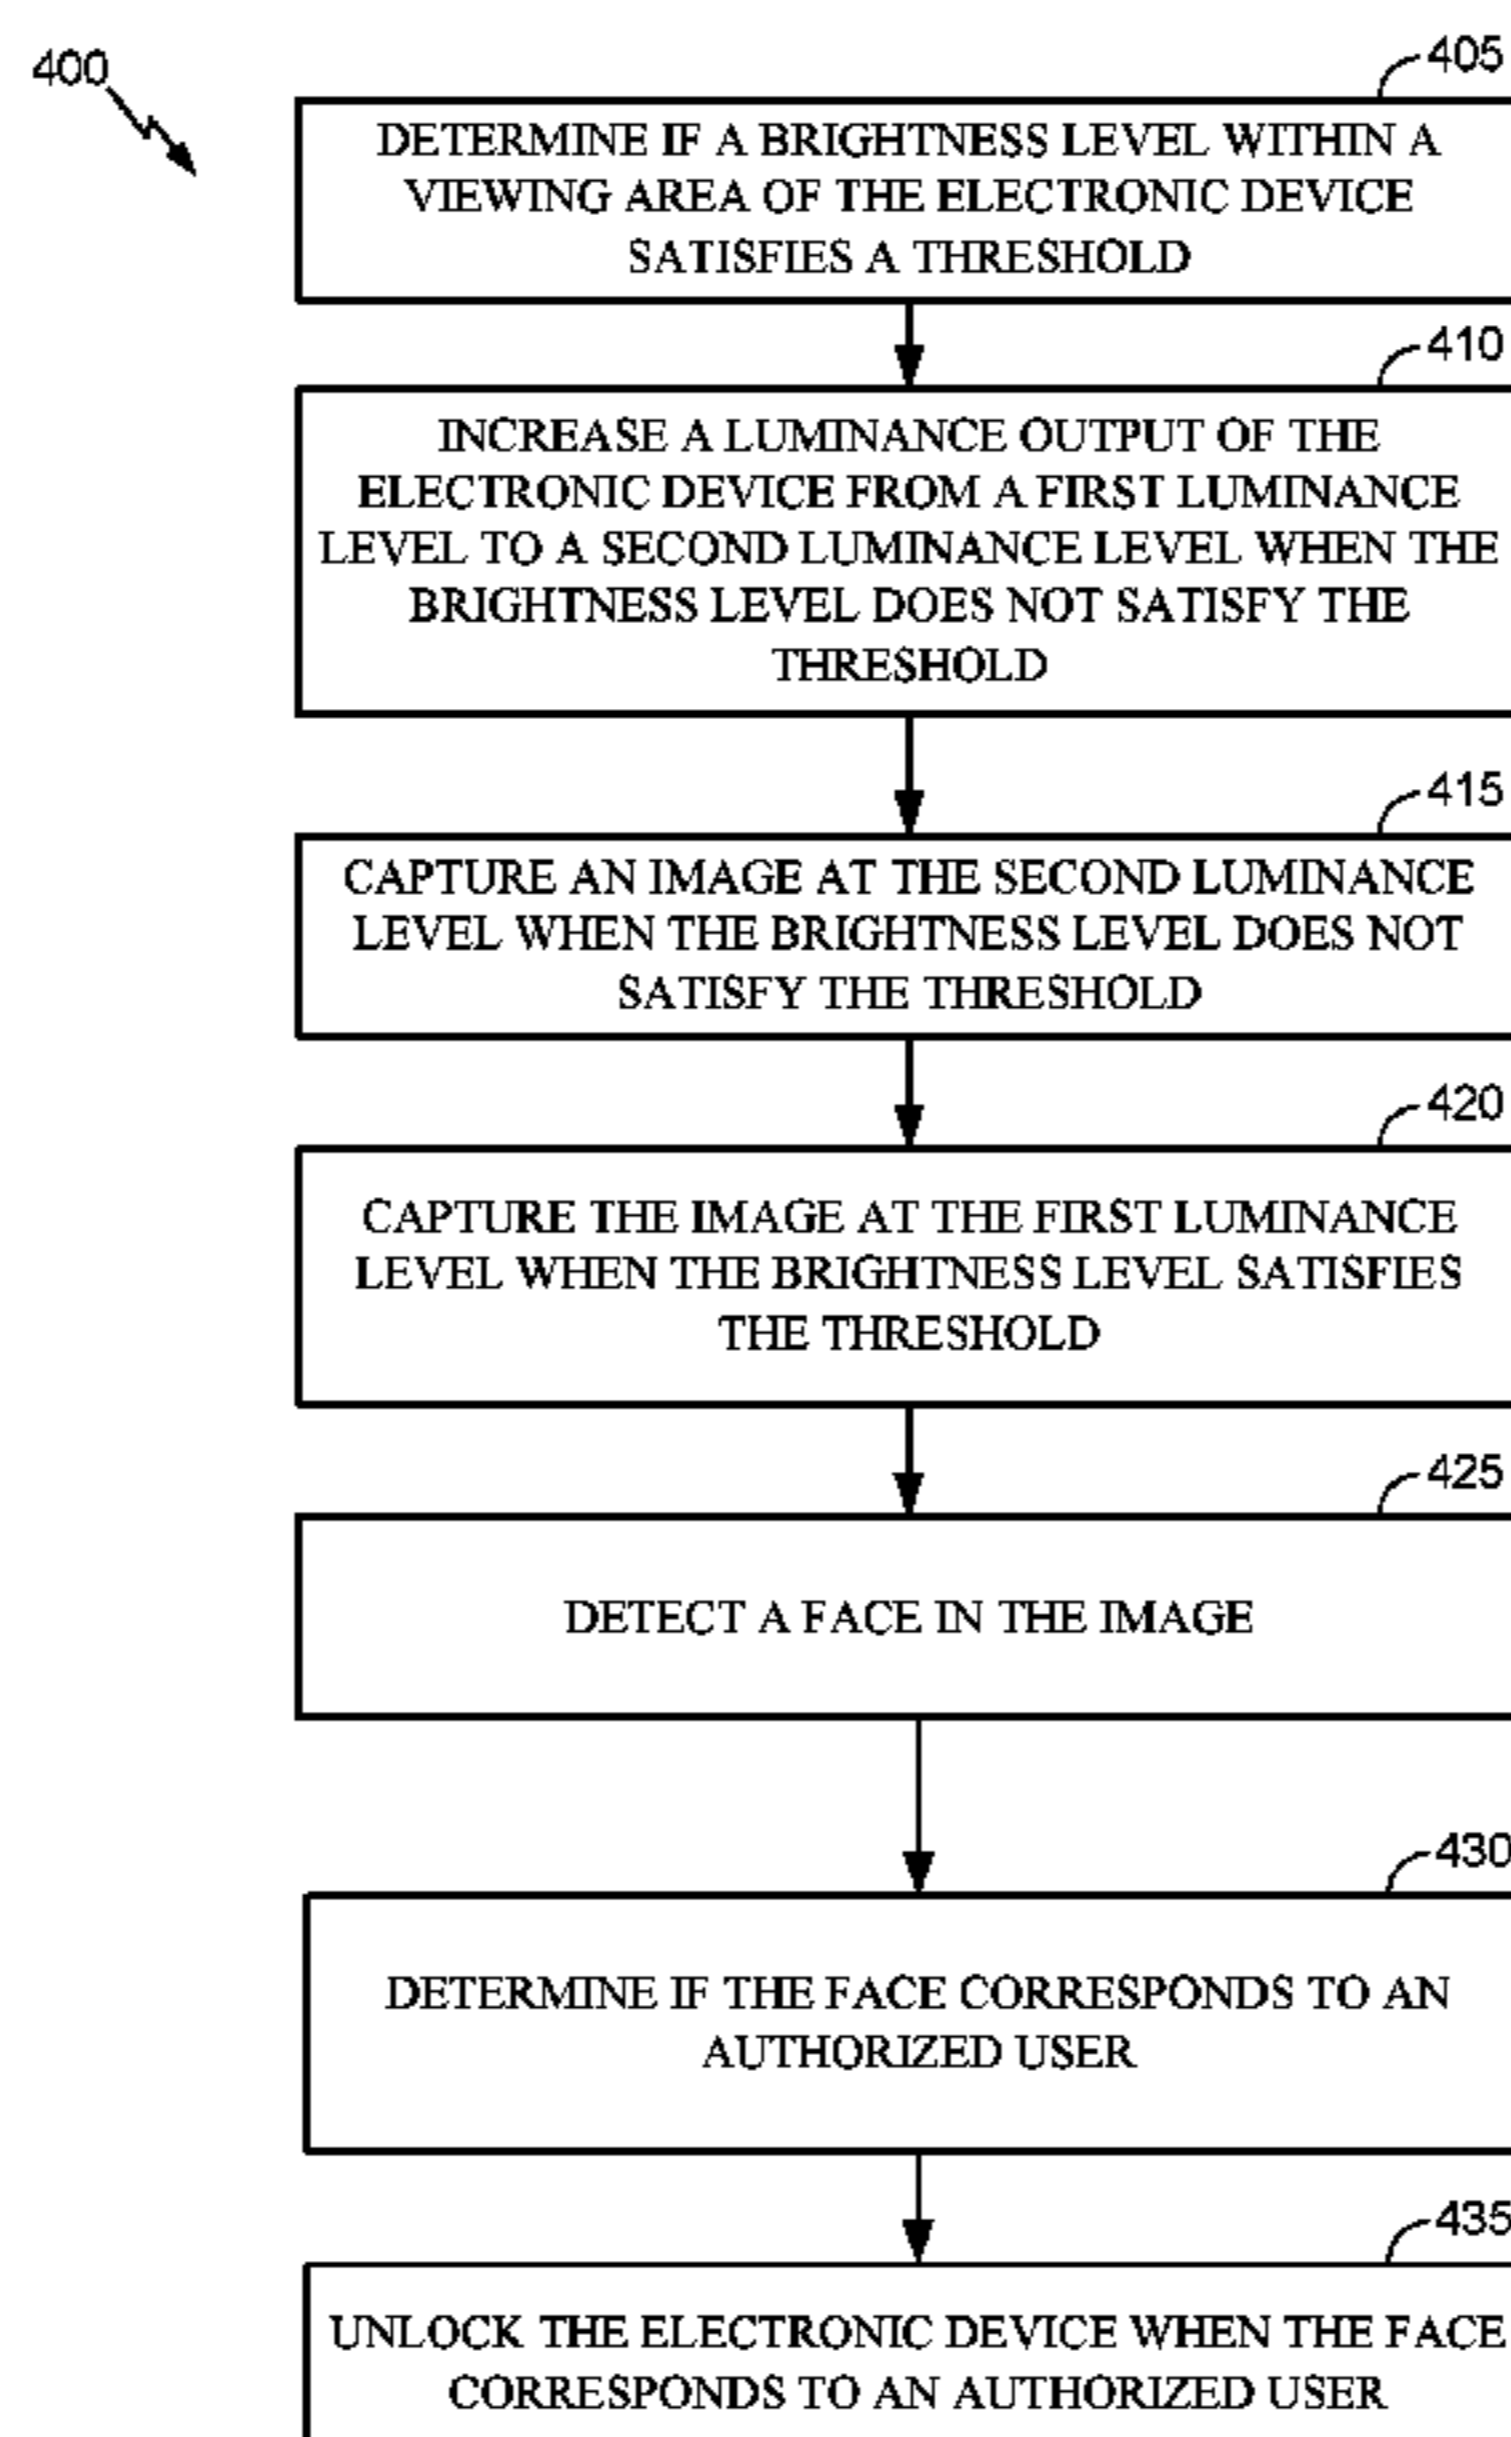 400
405
DETERMINE IF A BRIGHTNESS LEVEL WITHIN A
VIEWING AREA OF THE ELECTRONIC DEVICE
SATISFIES A THRESHOLD
410
INCREASE A LUMINANCE OUTPUT OF THE
ELECTRONIC DEVICE FROM A FIRST LUMINANCE
LEVEL TO A SECOND LUMINANCE LEVEL WHEN THE
BRIGHTNESS LEVEL DOES NOT SATISFY THE
THRESHOLD
415
CAPTURE AN IMAGE AT THE SECOND LUMINANCE
LEVEL WHEN THE BRIGHTNESS LEVEL DOES NOT
SATISFY THE THRESHOLD
420
CAPTURE THE IMAGE AT THE FIRST LUMINANCE
LEVEL WHEN THE BRIGHTNESS LEVEL SATISFIES
THE THRESHOLD
425
DETECT A FACE IN THE IMAGE
430
DETERMINE IF THE FACE CORRESPONDS TO AN
AUTHORIZED USER
435
UNLOCK THE ELECTRONIC DEVICE WHEN THE FACE
CORRESPONDS TO AN AUTHORIZED USER